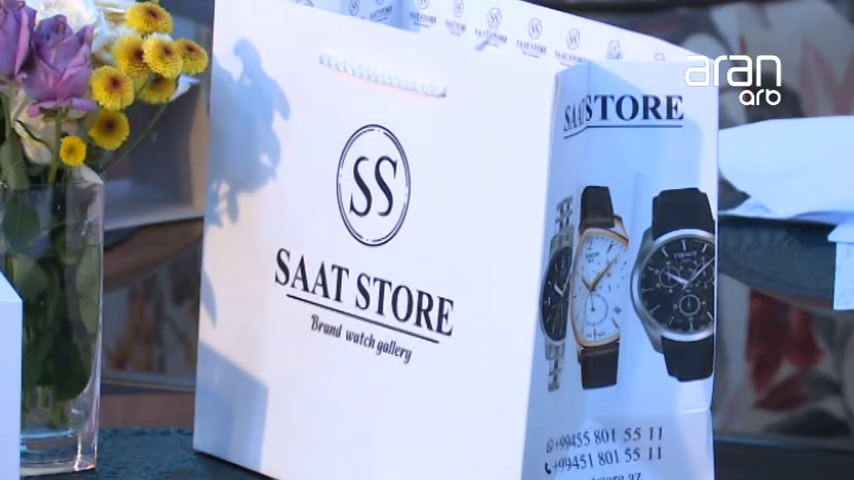 aran
arb
SS
SAAT STORE
Brand watch gallery
SAAT STORE
TISSOT
+99455 801 55 11
+99451 801 55 11